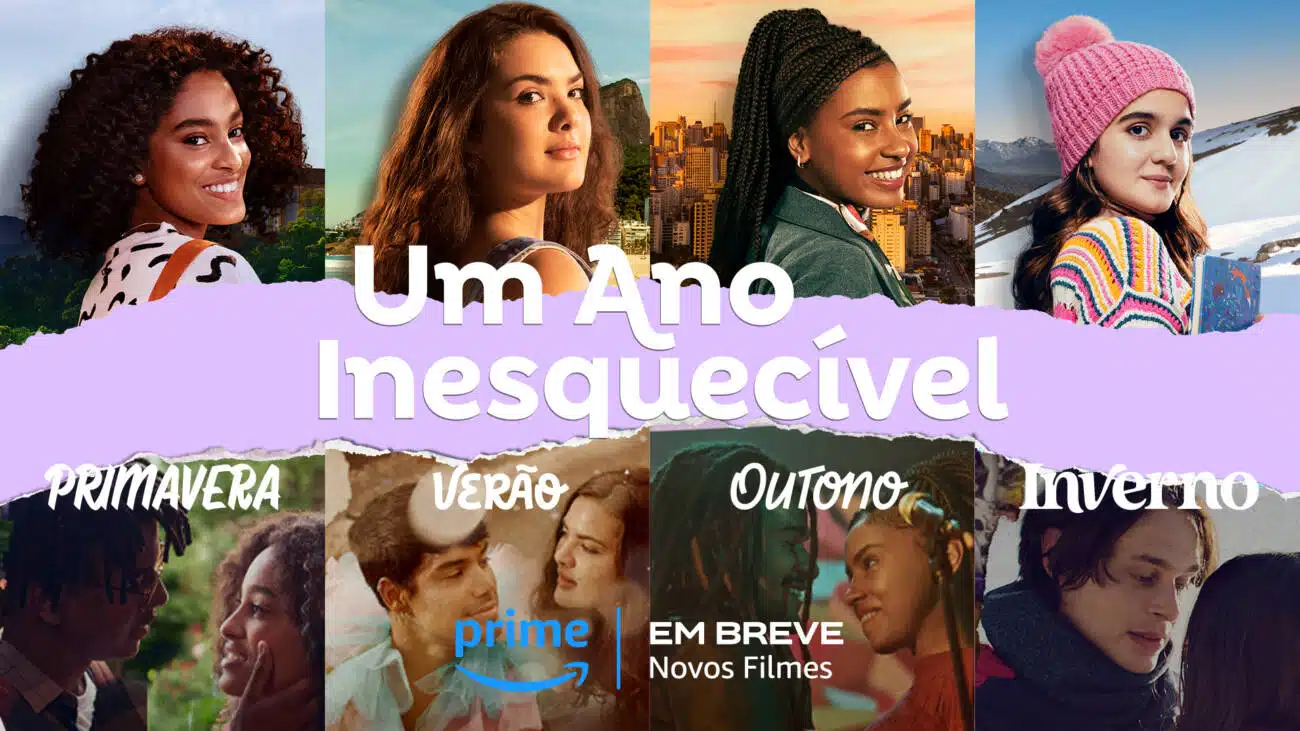 Um Ano
Inesquecível
PRIMAVERA
VERÃO
OUTONO
Inverno
prime
EM BREVE
Novos Filmes